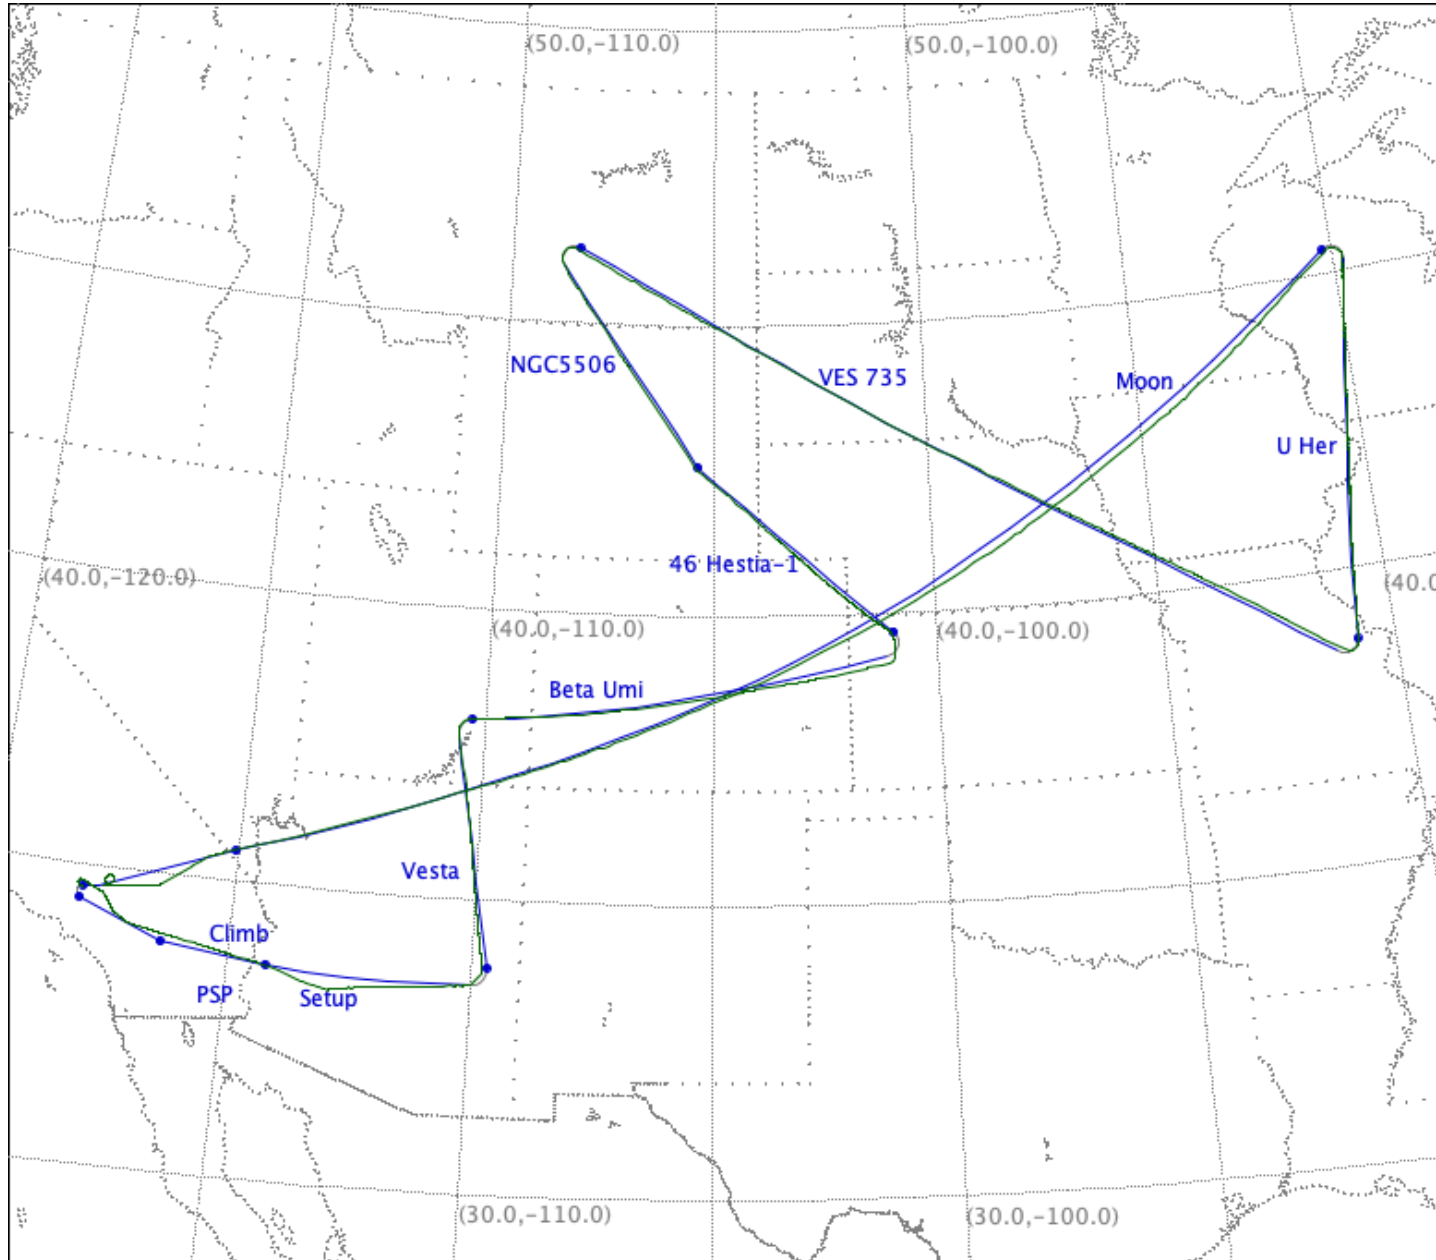 (50.0,-110.0)
(50.0,-100.0)
NGC5506
VES 735
Moon
U Her
46 Hestia-1
(40.0,-120.0)
(40.0
(40.0,-110.0)
(40.0,-100.0)
Beta Umi
Vesta
Climb
PSP
Setup
(30.0,-110.0)
(30.0,-100.0)